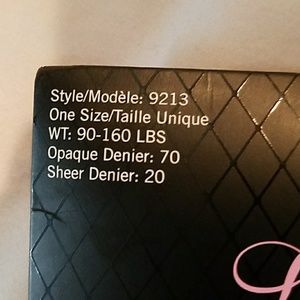 Style/Modèle: 9213
One Size/Taille Unique
WT: 90-160 LBS
Opaque Denier: 70
Sheer Denier: 20